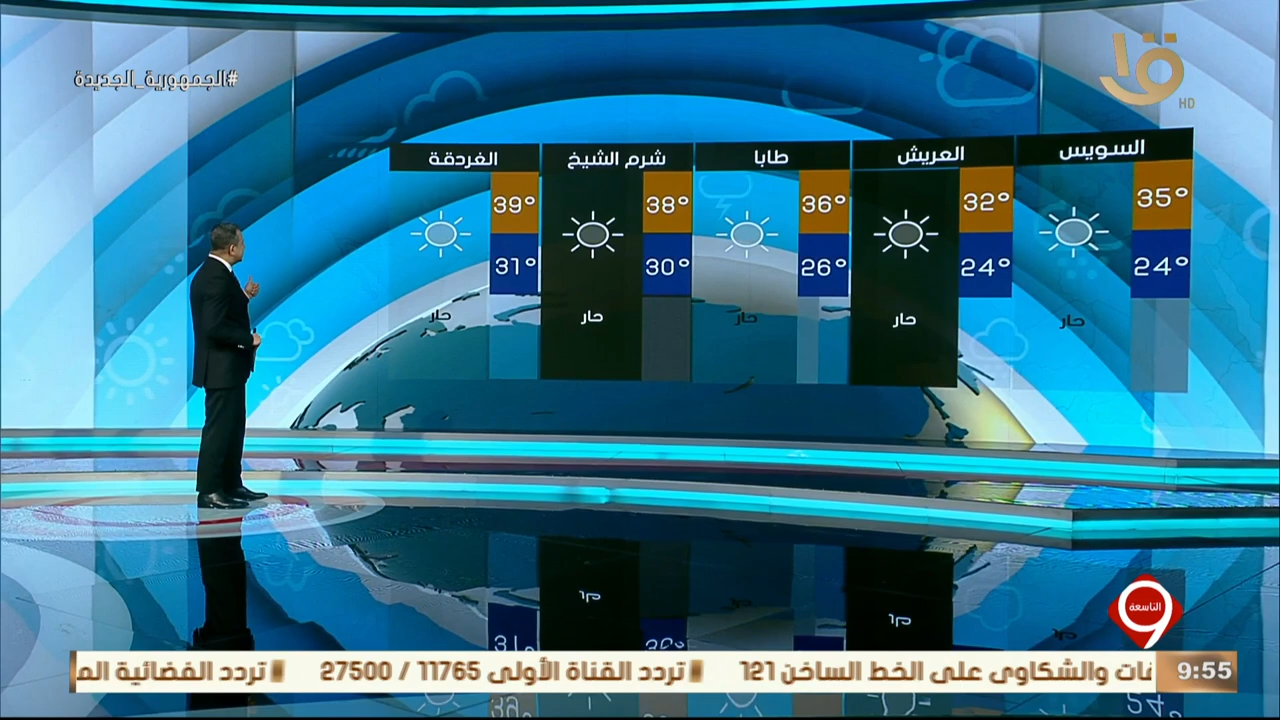 #الجمهورية_الجديدة
ق1
HD
السويس
35°
24°
حار
العريش
32°
24°
حار
طابا
36°
26°
حار
شرم الشيخ
38°
30°
حار
الغردقة
39°
31°
حار
التاسعة
9
9:55
والشكاوى على الخط الساخن 121
تردد القناة الأولى 11765 / 27500
تردد الفضائية